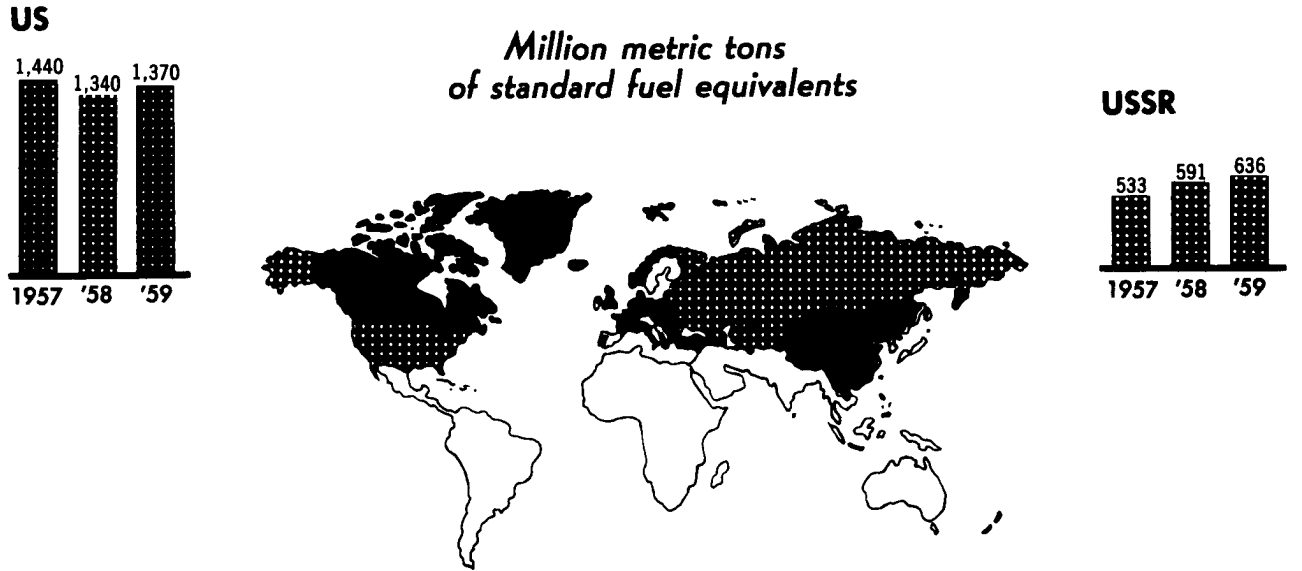 US
1,440
1,340
1,370
1957 '58 '59
Million metric tons
of standard fuel equivalents
USSR
533
591
636
1957 '58 '59